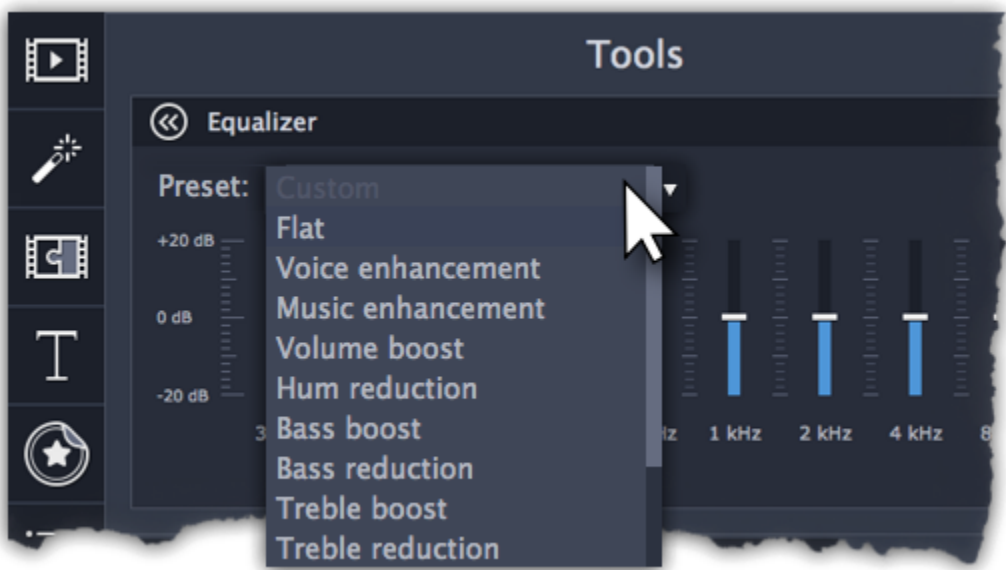 Tools
Equalizer
Preset: Custom
Flat
Voice enhancement
Music enhancement
Volume boost
Hum reduction
Bass boost
Bass reduction
Treble boost
Treble reduction
+20 dB
0 dB
-20 dB
1 kHz
2 kHz
4 kHz